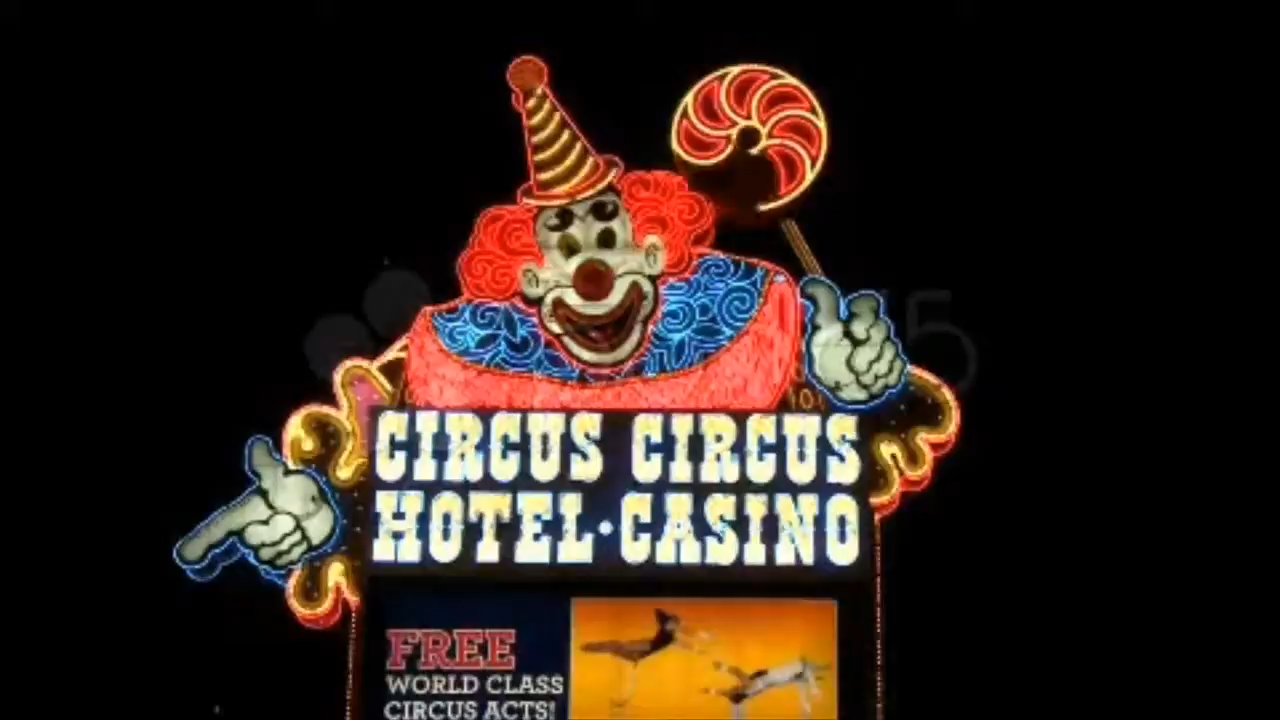 CIRCUS CIRCUS
HOTEL·CASINO
FREE
WORLD CLASS
CIRCUS ACTS!